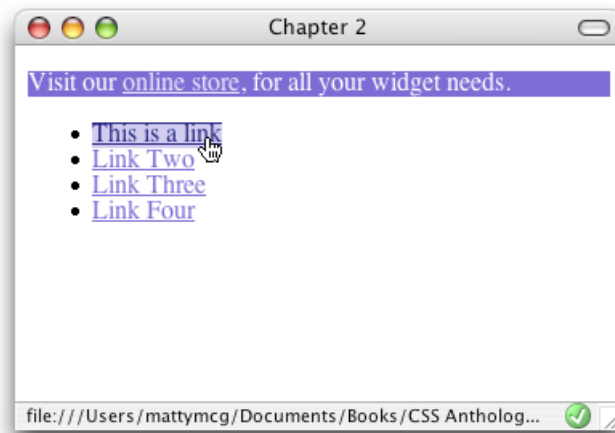 Chapter 2
Visit our online store, for all your widget needs.
This is a link
Link Two
Link Three
Link Four
file:///Users/mattymcg/Documents/Books/CSS Antholog...